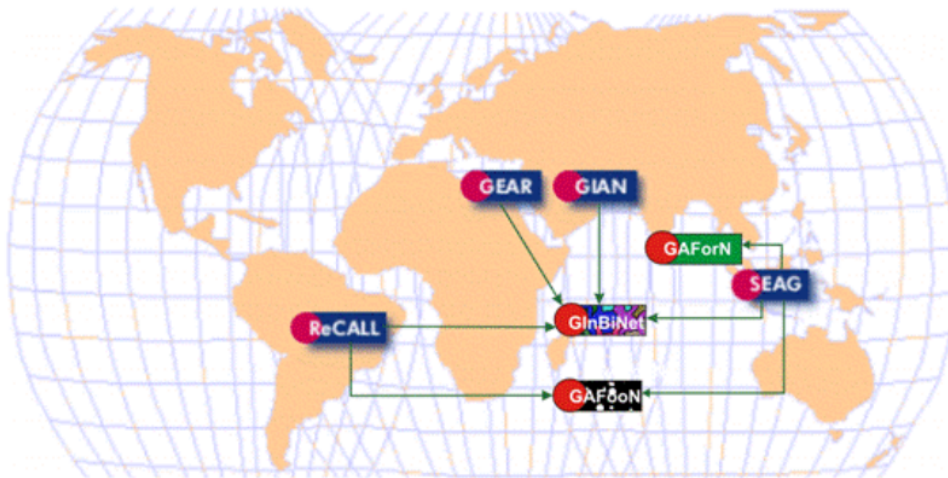 GEAR
GIAN
GAForN
SEAG
GInBiNet
ReCALL
GAFooN